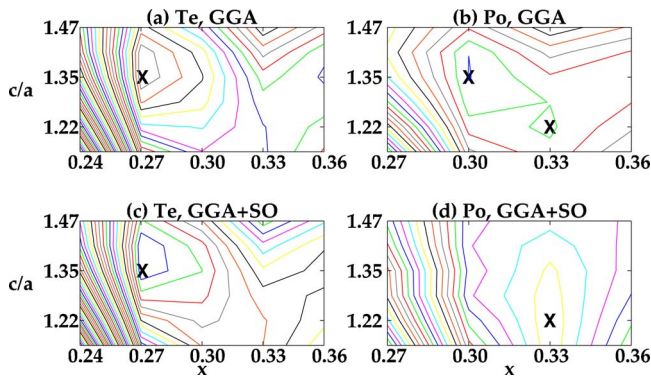 (a) Te, GGA
(b) Po, GGA
1.47
1.47
X
X
c/a
1.35
1.35
X
1.22
1.22
0.24 0.27 0.30 0.33 0.36
0.27 0.30 0.33 0.36
(c) Te, GGA+SO
(d) Po, GGA+SO
1.47
1.47
X
c/a
1.35
1.35
X
1.22
1.22
0.24 0.27 0.30 0.33 0.36
0.27 0.30 0.33 0.36
x
x